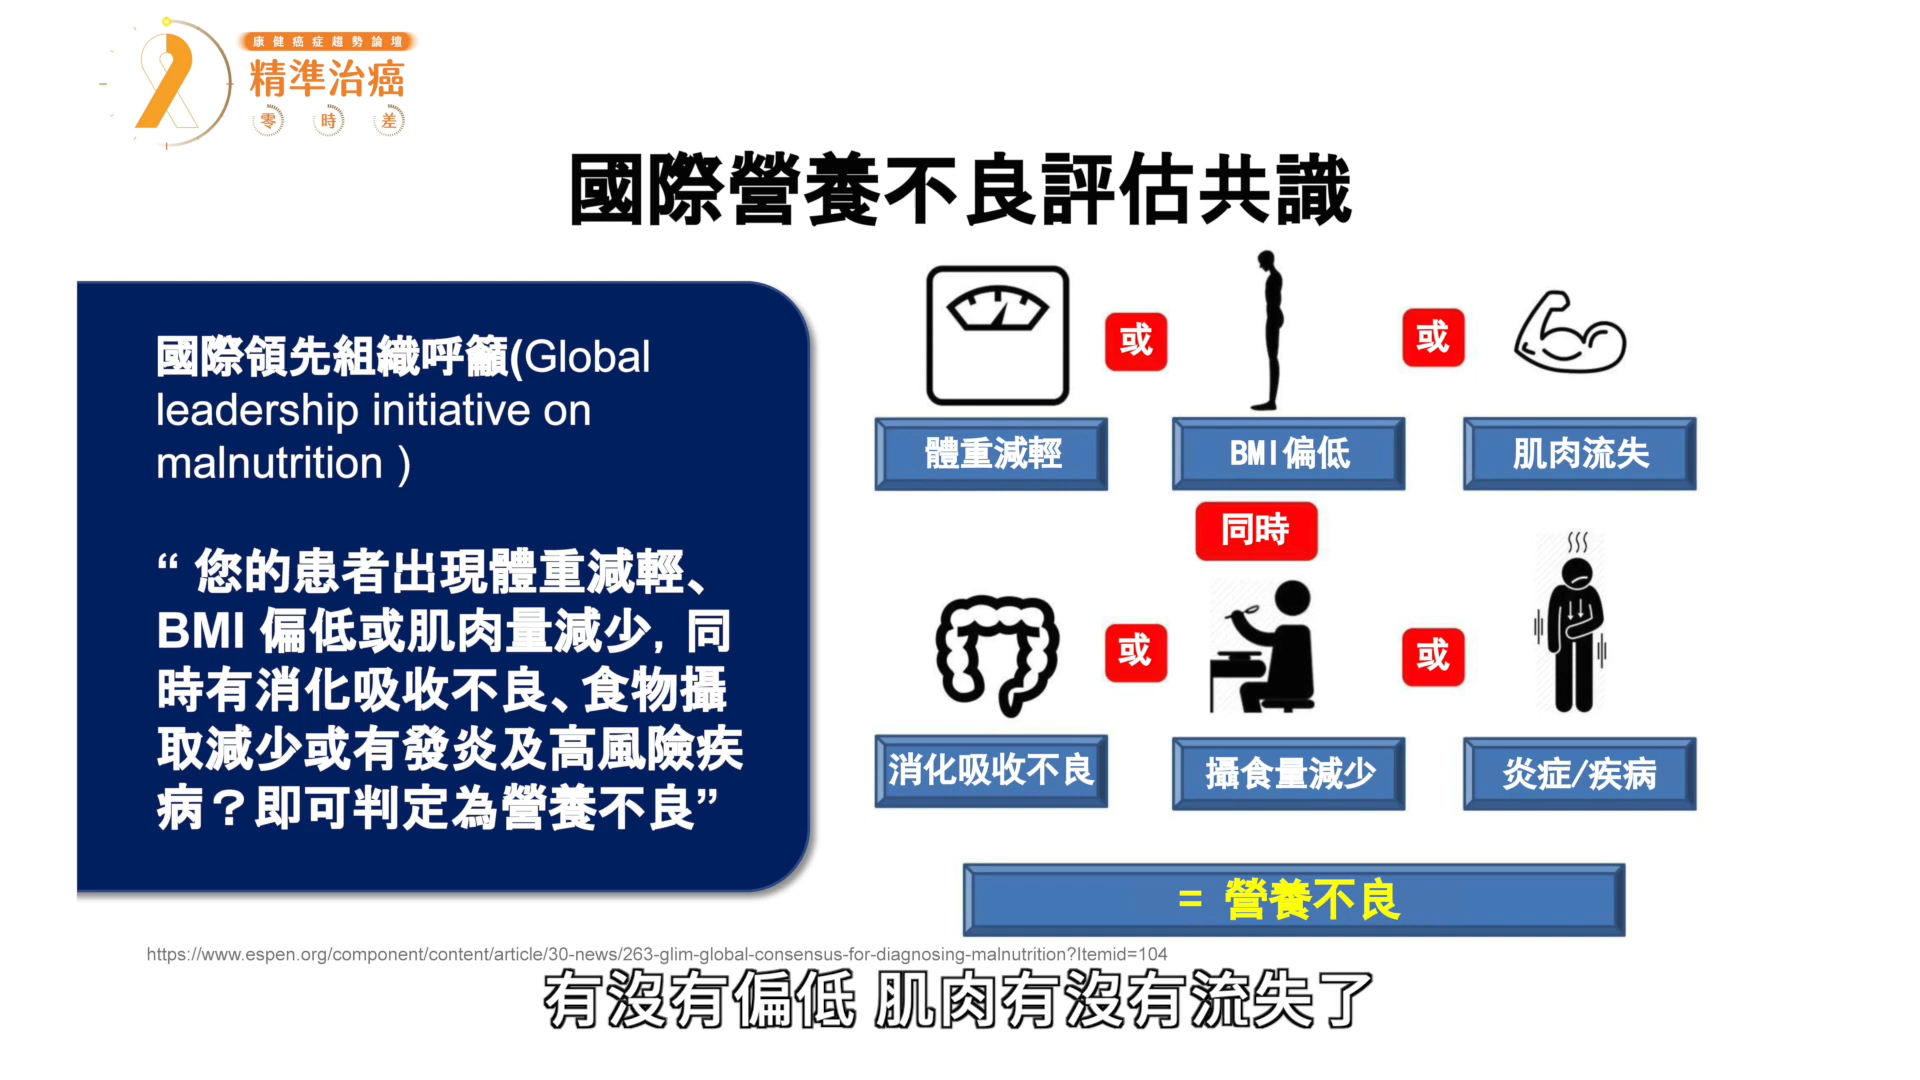 康健癌症趨勢論壇
精準治癌
零時差
國際營養不良評估共識
國際領先組織呼籲(Global
leadership initiative on
malnutrition )
“ 您的患者出現體重減輕、
BMI 偏低或肌肉量減少, 同
時有消化吸收不良、食物攝
取減少或有發炎及高風險疾
病？即可判定為營養不良”
或
或
體重減輕
BMI偏低
肌肉流失
同時
或
或
消化吸收不良
攝食量減少
炎症/疾病
= 營養不良
https://www.espen.org/component/content/article/30-news/263-glim-global-consensus-for-diagnosing-malnutrition?Itemid=104
有沒有偏低 肌肉有沒有流失了